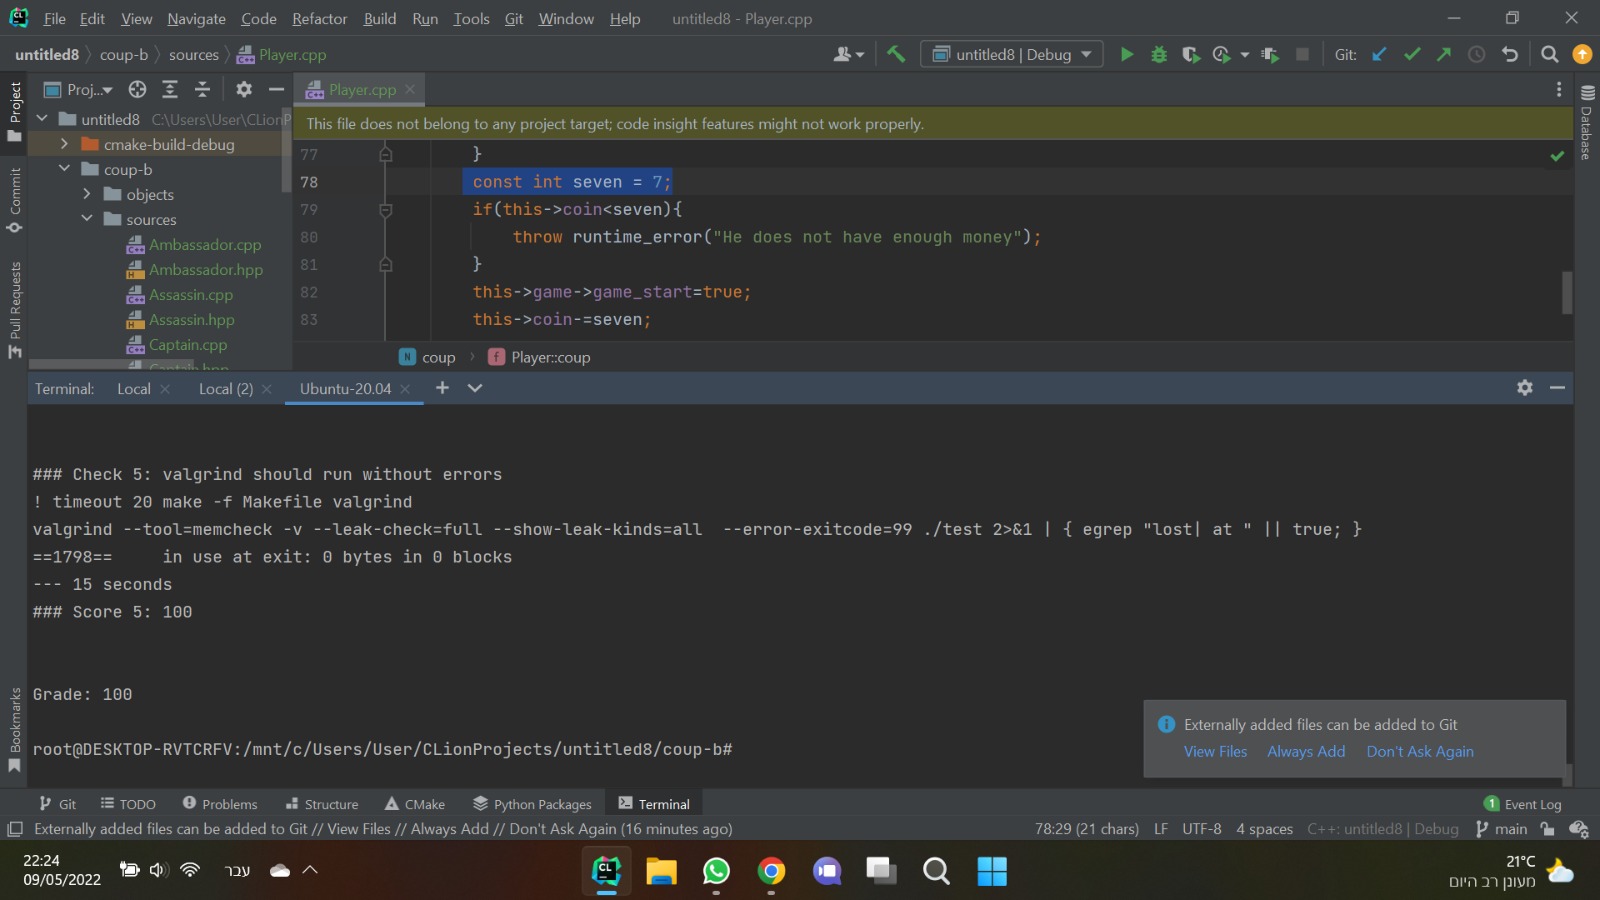 File Edit View Navigate Code Refactor Build Run Tools Git Window Help untitled8 - Player.cpp
untitled8 coup-b sources Player.cpp untitled8 | Debug Git:
Project
Proj...
Player.cpp
Database
untitled8 C:\Users\User\CLionP
This file does not belong to any project target; code insight features might not work properly.
cmake-build-debug
coup-b
objects
sources
Ambassador.cpp
Ambassador.hpp
Assassin.cpp
Assassin.hpp
Captain.cpp
Captain.hpp
Commit
Pull Requests
77 }
78 const int seven = 7;
79 if(this->coin<seven){
80 throw runtime_error("He does not have enough money");
81 }
82 this->game->game_start=true;
83 this->coin-=seven;
coup Player::coup
Terminal: Local Local (2) Ubuntu-20.04
### Check 5: valgrind should run without errors
! timeout 20 make -f Makefile valgrind
valgrind --tool=memcheck -v --leak-check=full --show-leak-kinds=all  --error-exitcode=99 ./test 2>&1 | { egrep "lost| at " || true; }
==1798==     in use at exit: 0 bytes in 0 blocks
--- 15 seconds
### Score 5: 100
Grade: 100
root@DESKTOP-RVTCRFV:/mnt/c/Users/User/CLionProjects/untitled8/coup-b#
Bookmarks
Externally added files can be added to Git
View Files Always Add Don't Ask Again
Git TODO Problems Structure CMake Python Packages Terminal 1 Event Log
Externally added files can be added to Git // View Files // Always Add // Don't Ask Again (16 minutes ago) 78:29 (21 chars) LF UTF-8 4 spaces C++: untitled8 | Debug main
22:24
09/05/2022
עבר
21°C
מעונן רב היום